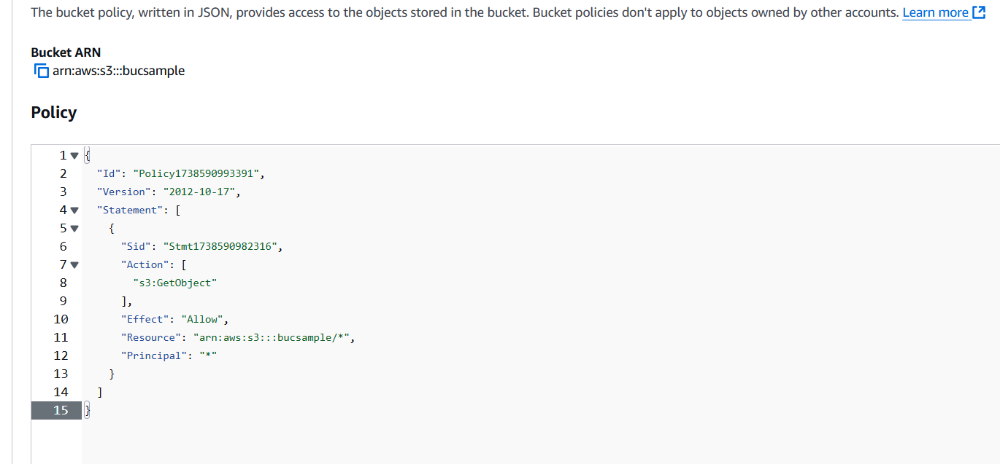 The bucket policy, written in JSON, provides access to the objects stored in the bucket. Bucket policies don't apply to objects owned by other accounts. Learn more
Bucket ARN
arn:aws:s3:::bucsample
Policy
1 {
2 "Id": "Policy1738590993391",
3 "Version": "2012-10-17",
4 "Statement": [
5 {
6 "Sid": "Stmt1738590982316",
7 "Action": [
8 "s3:GetObject"
9 ],
10 "Effect": "Allow",
11 "Resource": "arn:aws:s3:::bucsample/*",
12 "Principal": "*"
13 }
14 ]
15 }